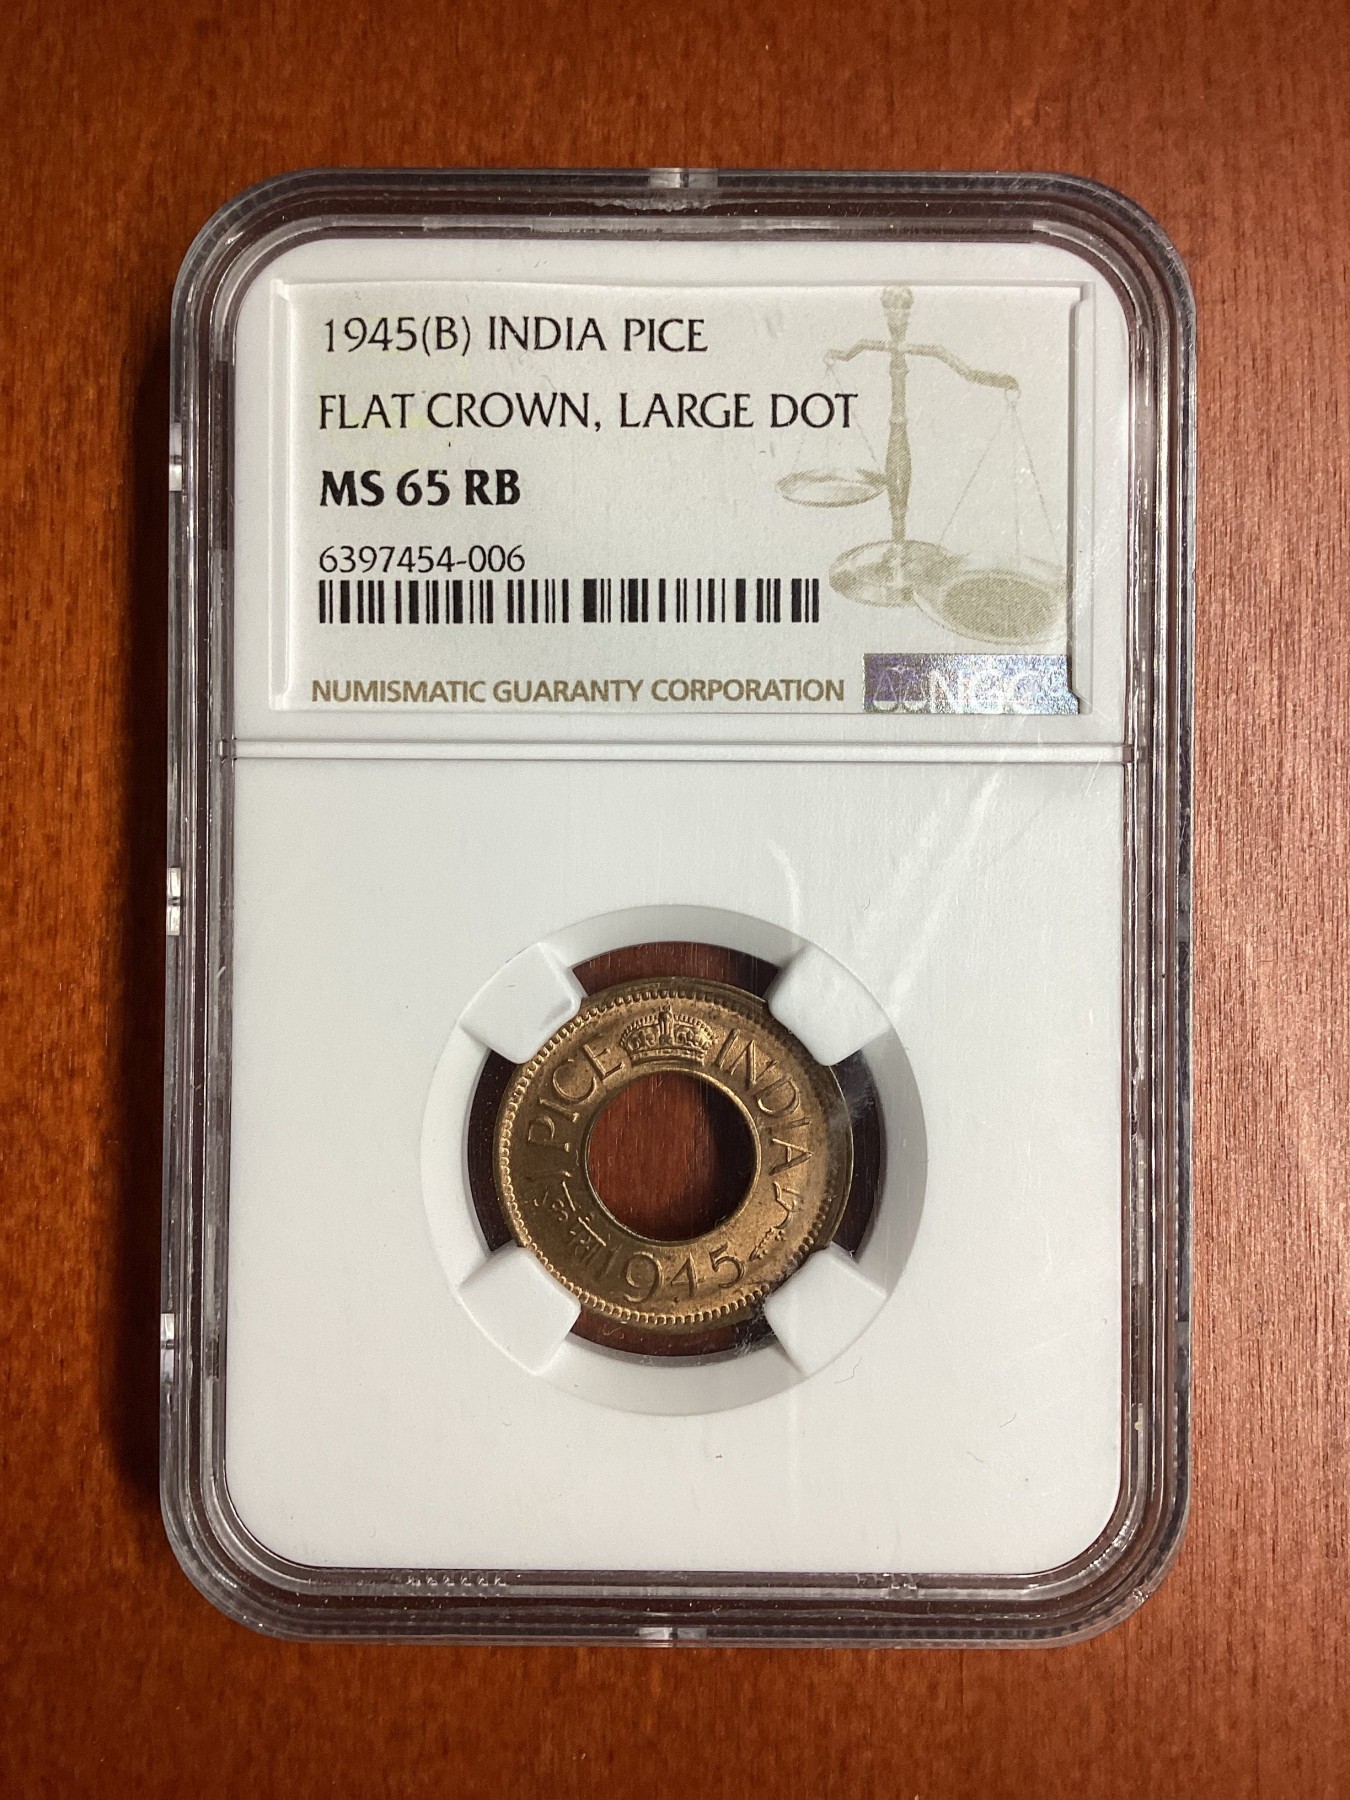 1945(B) INDIA PICE
FLAT CROWN, LARGE DOT
MS 65 RB
6397454-006
NUMISMATIC GUARANTY CORPORATION
NGC
PICE INDIA
1945